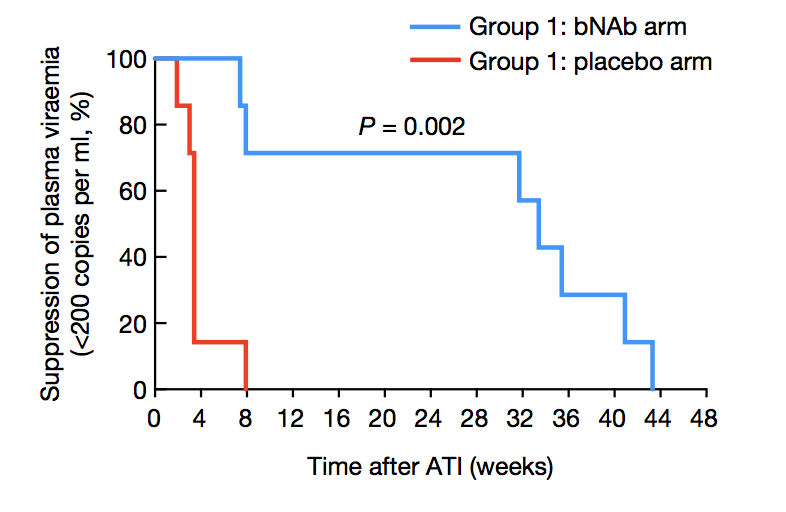 Group 1: bNAb arm
Group 1: placebo arm
P = 0.002
Suppression of plasma viraemia
(<200 copies per ml, %)
100
80
60
40
20
0
0 4 8 12 16 20 24 28 32 36 40 44 48
Time after ATI (weeks)